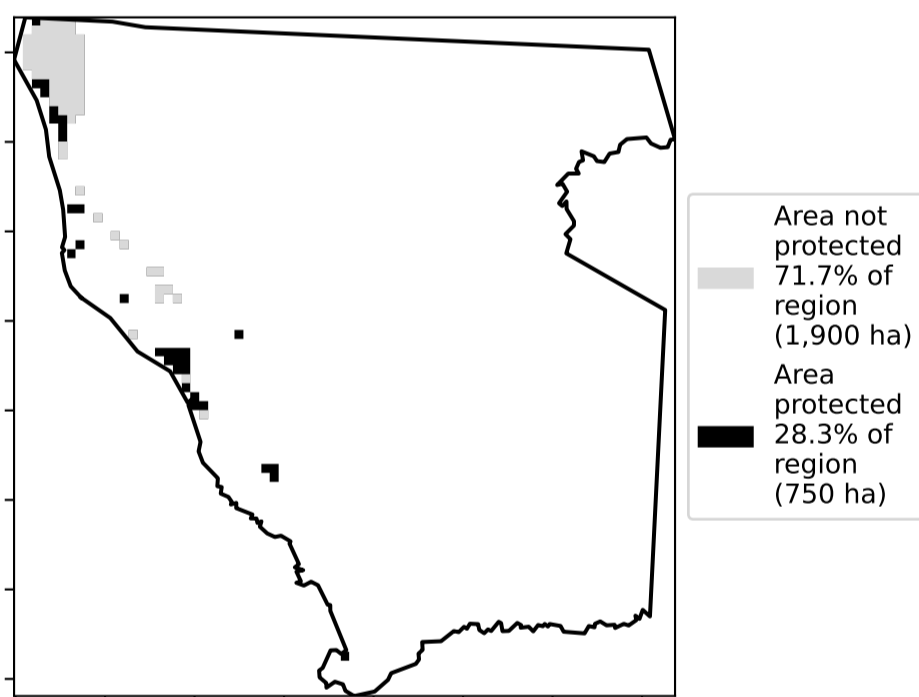 Area not
protected
71.7% of
region
(1,900 ha)
Area
protected
28.3% of
region
(750 ha)